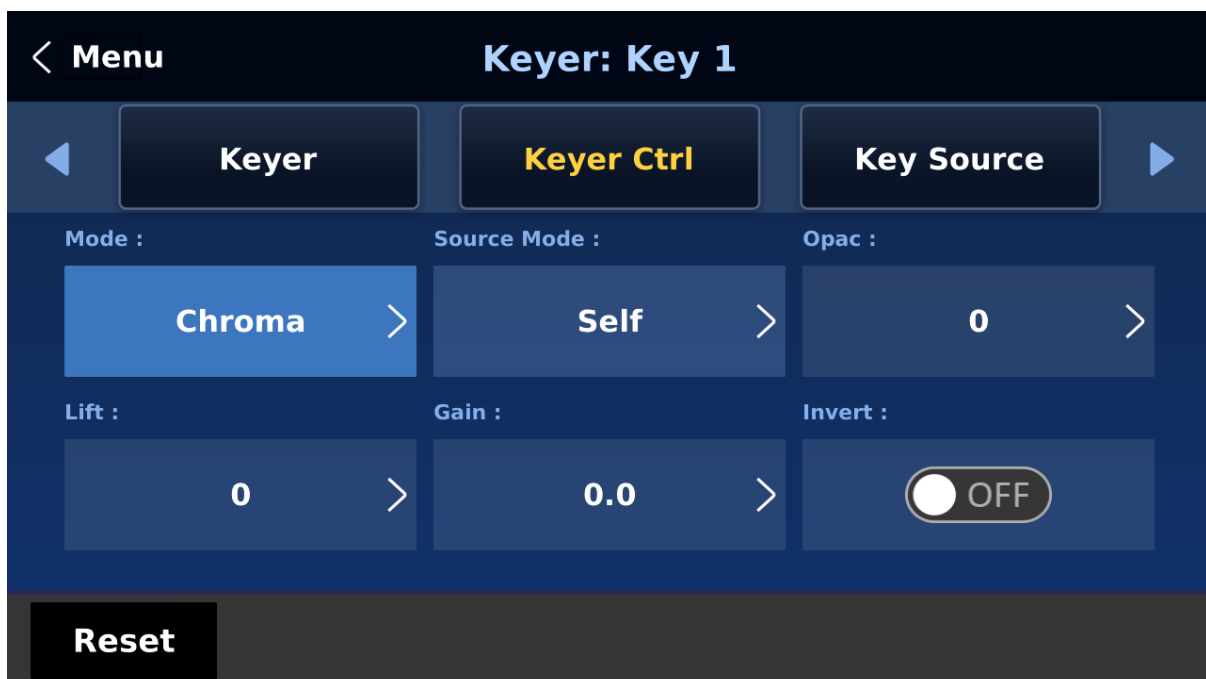 Menu
Keyer: Key 1
Keyer
Keyer Ctrl
Key Source
Mode :
Source Mode :
Opac :
Chroma
Self
0
Lift :
Gain :
Invert :
0
0.0
OFF
Reset